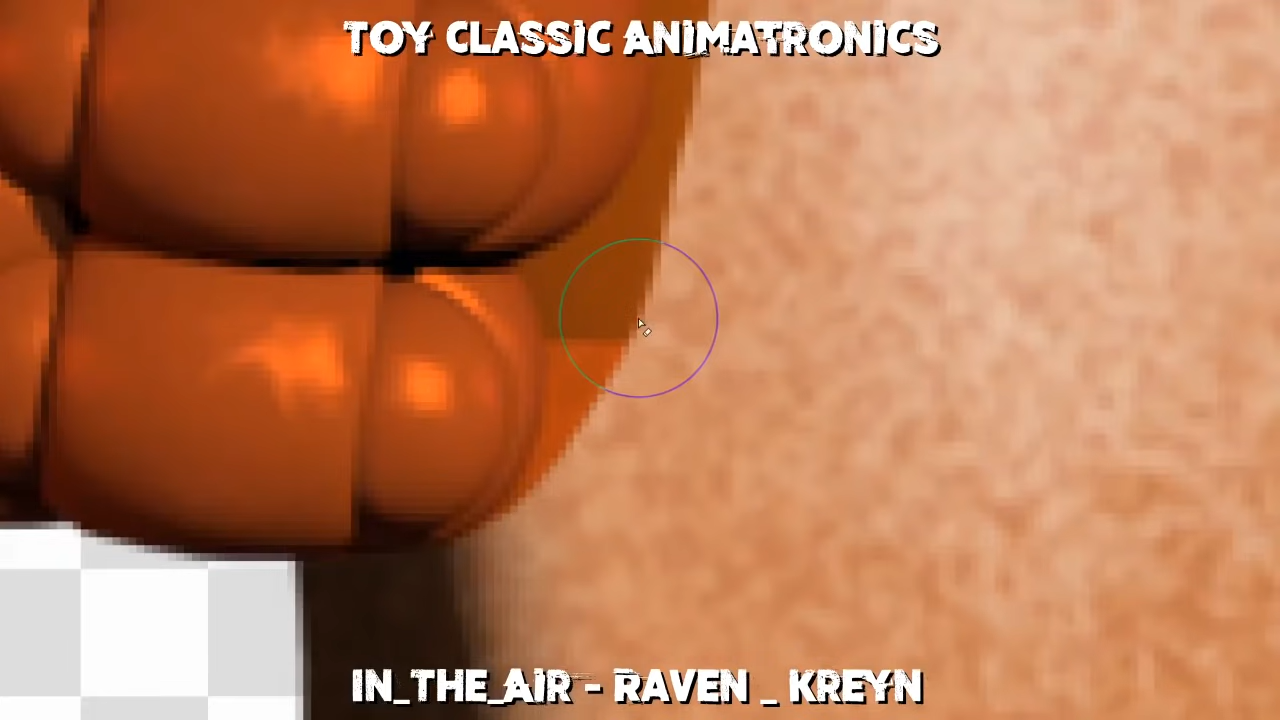 TOY CLASSIC ANIMATRONICS
IN_THE_AIR - RAVEN _ KREYN